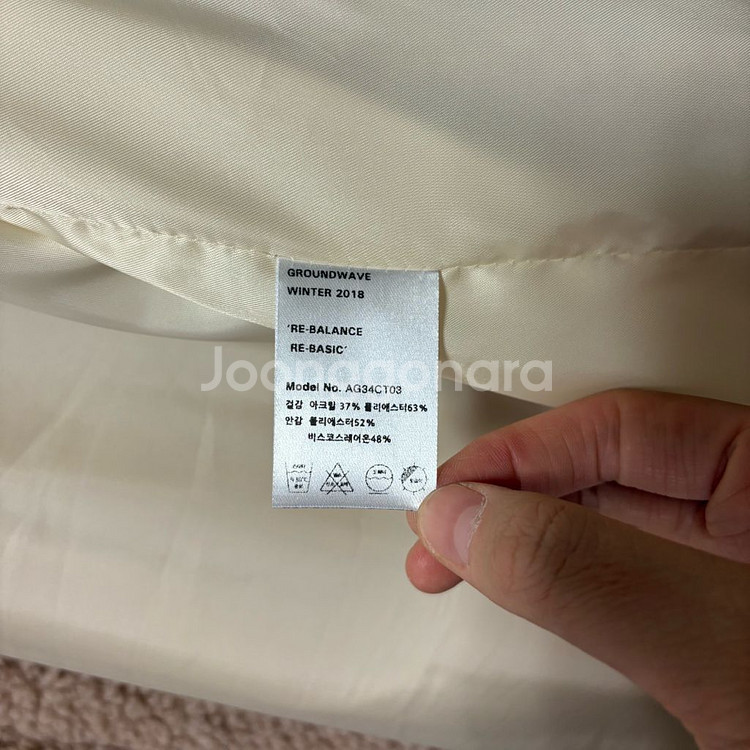 GROUNDWAVE
WINTER 2018
'RE-BALANCE
RE-BASIC'
Joonggonara
Model No. AG34CT03
겉감 아크릴 37% 폴리에스터63%
안감 폴리에스터52%
비스코스레이온48%